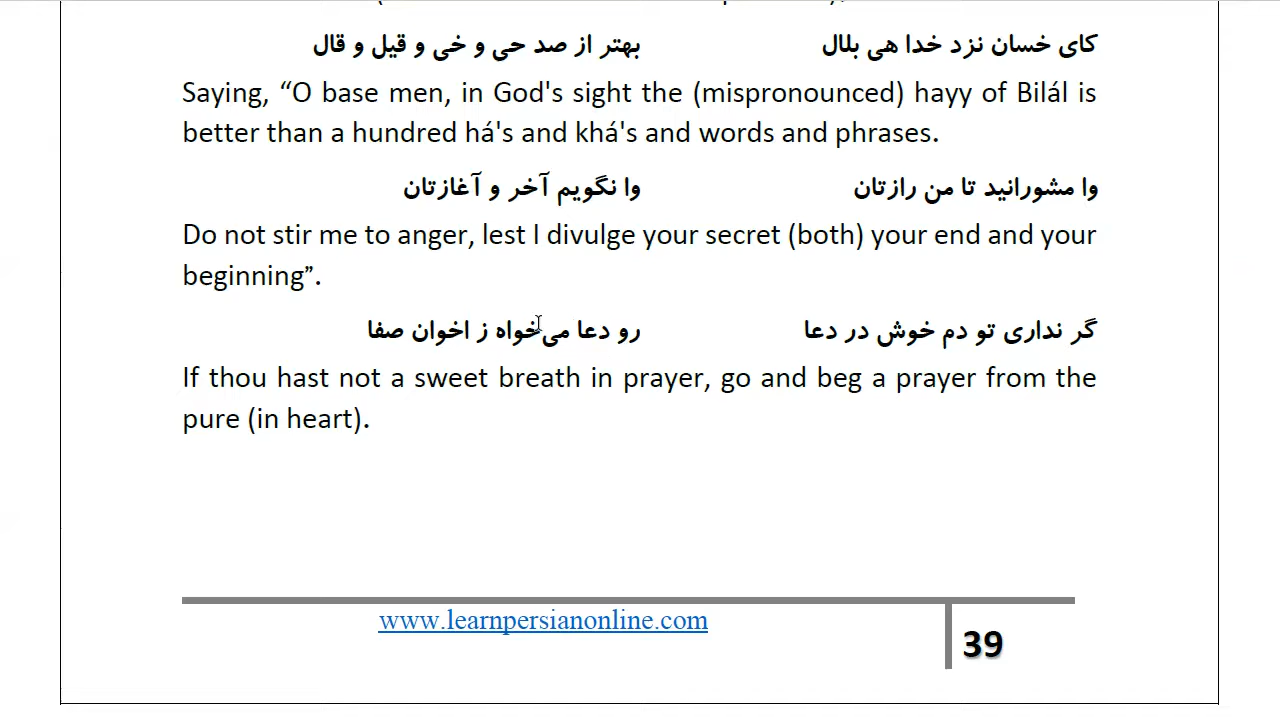 کای خسان نزد خدا هی بلال بهتر از صد حی و خی و قیل و قال
Saying, “O base men, in God's sight the (mispronounced) hayy of Bilál is
better than a hundred há's and khá's and words and phrases.
وا مشورانید تا من رازتان وا نگویم آخر و آغازتان
Do not stir me to anger, lest I divulge your secret (both) your end and your
beginning”.
گر نداری تو دم خوش در دعا رو دعا می‌خواه ز اخوان صفا
If thou hast not a sweet breath in prayer, go and beg a prayer from the
pure (in heart).
www.learnpersianonline.com
39